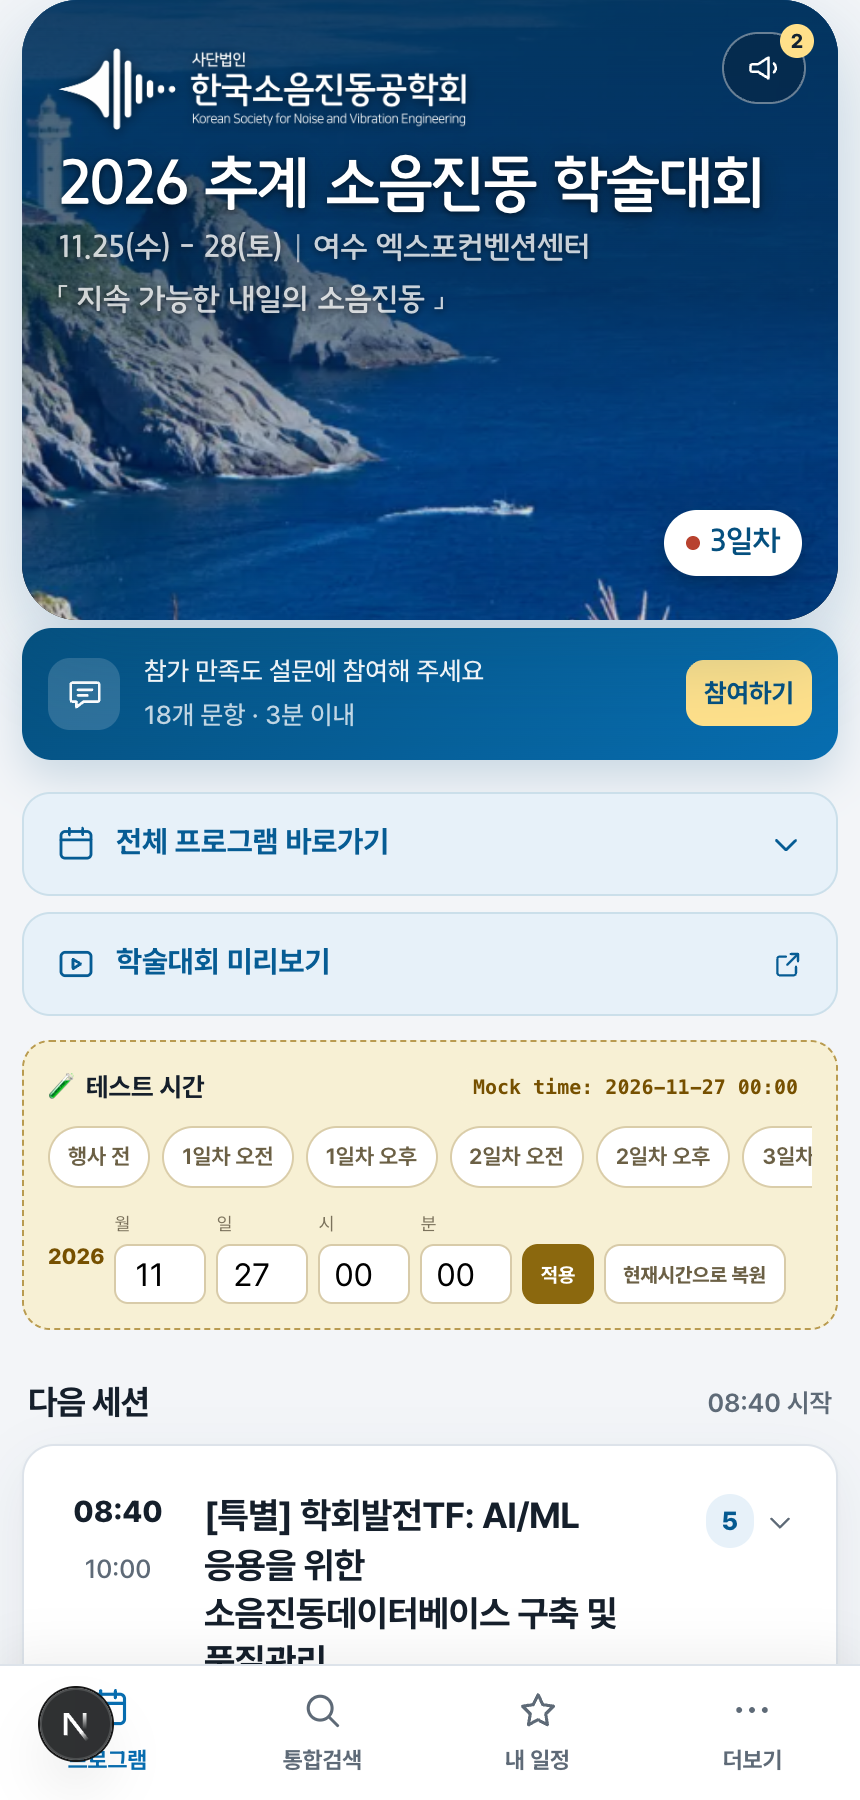 사단법인
한국소음진동공학회
Korean Society for Noise and Vibration Engineering
2
2026 추계 소음진동 학술대회
11.25(수) - 28(토) | 여수 엑스포컨벤션센터
「 지속 가능한 내일의 소음진동 」
3일차
참가 만족도 설문에 참여해 주세요
18개 문항 · 3분 이내
참여하기
전체 프로그램 바로가기
학술대회 미리보기
테스트 시간
Mock time: 2026-11-27 00:00
행사 전
1일차 오전
1일차 오후
2일차 오전
2일차 오후
3일차
월
일
시
분
2026
11
27
00
00
적용
현재시간으로 복원
다음 세션
08:40 시작
08:40
10:00
[특별] 학회발전TF: AI/ML
응용을 위한
소음진동데이터베이스 구축 및
품질관리
5
N
프로그램
통합검색
내 일정
더보기